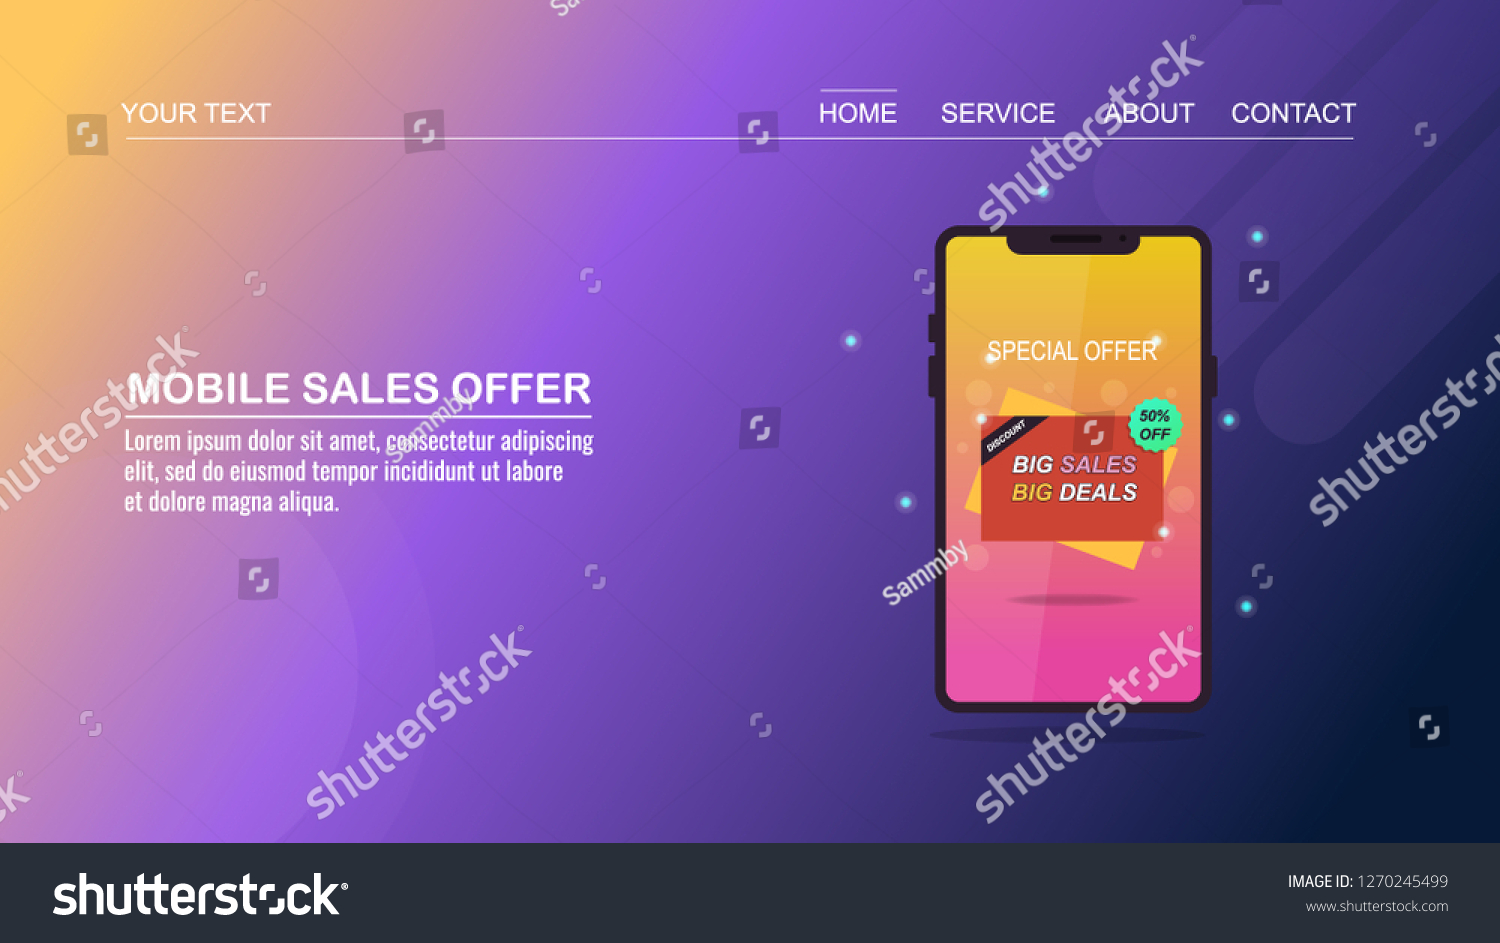 YOUR TEXT
HOME SERVICE ABOUT CONTACT
MOBILE SALES OFFER
Lorem ipsum dolor sit amet, consectetur adipiscing
elit, sed do eiusmod tempor incididunt ut labore
et dolore magna aliqua.
SPECIAL OFFER
DISCOUNT
50%
OFF
BIG SALES
BIG DEALS
shutterstock
shutterstock
shutterstock
shutterstock
shutterstock
Sammby
Sammby
shutterstock
IMAGE ID: 1270245499
www.shutterstock.com